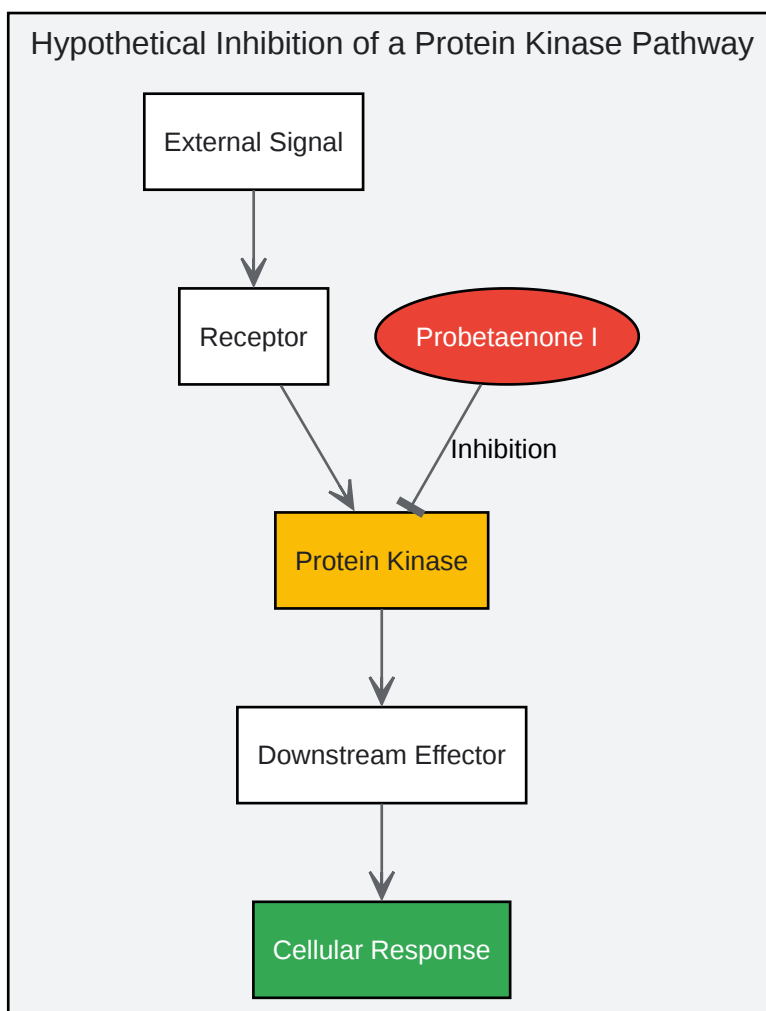 Hypothetical Inhibition of a Protein Kinase Pathway
External Signal
Receptor
Probetaenone I
Inhibition
Protein Kinase
Downstream Effector
Cellular Response